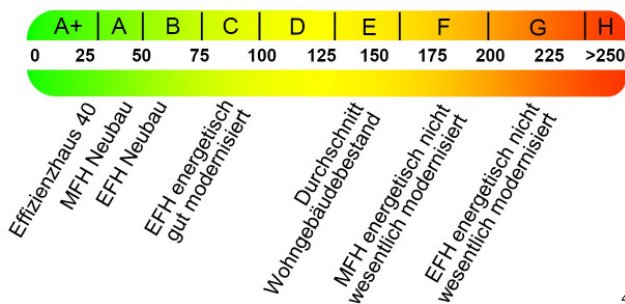 A+ A B C D E F G H
0 25 50 75 100 125 150 175 200 225 >250
Effizienzhaus 40
MFH Neubau
EFH Neubau
EFH energetisch
gut modernisiert
Durchschnitt
Wohngebäudebestand
MFH energetisch nicht
wesentlich modernisiert
EFH energetisch nicht
wesentlich modernisiert